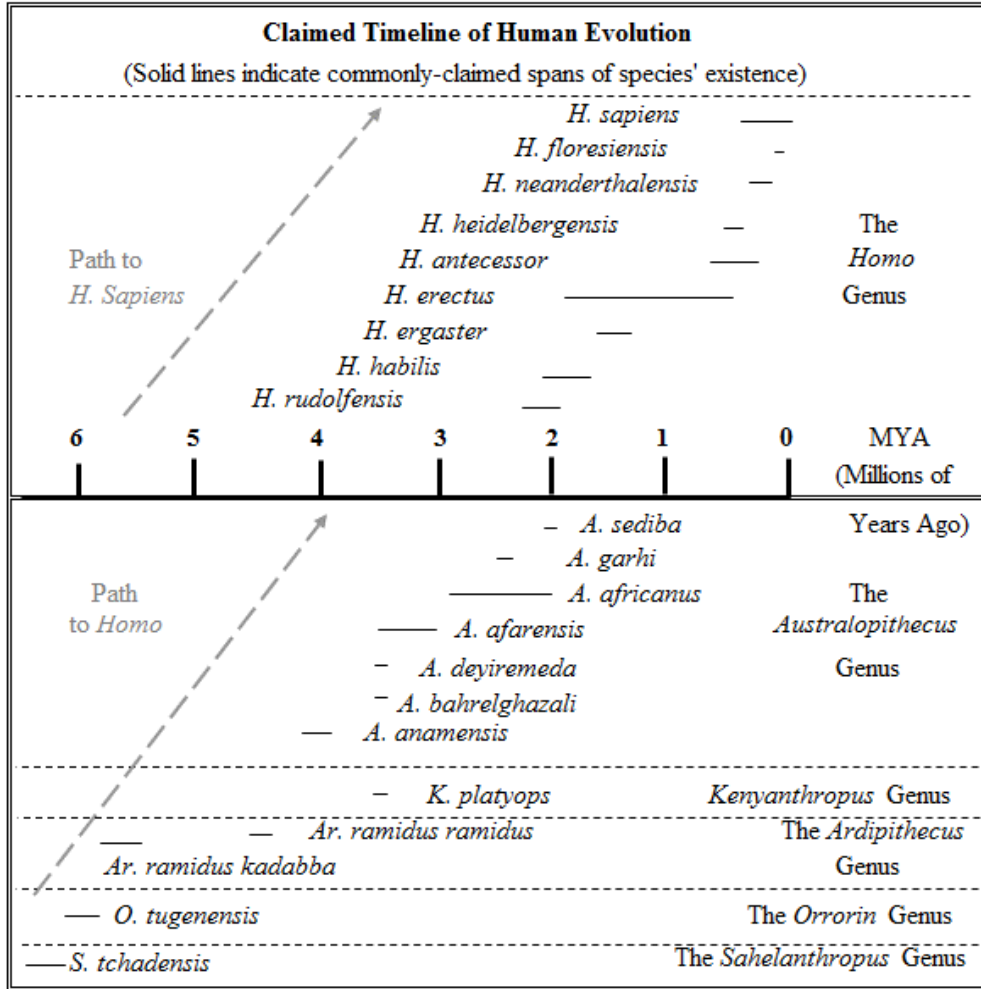 Claimed Timeline of Human Evolution
(Solid lines indicate commonly-claimed spans of species' existence)
H. sapiens
H. floresiensis
H. neanderthalensis
H. heidelbergensis The
Path to H. antecessor Homo
H. Sapiens H. erectus Genus
H. ergaster
H. habilis
H. rudolfensis
6 5 4 3 2 1 0 MYA
(Millions of
A. sediba Years Ago)
A. garhi
Path A. africanus The
to Homo A. afarensis Australopithecus
A. deyiremeda Genus
A. bahrelghazali
A. anamensis
K. platyops Kenyanthropus Genus
Ar. ramidus ramidus The Ardipithecus
Ar. ramidus kadabba Genus
O. tugenensis The Orrorin Genus
S. tchadensis The Sahelanthropus Genus